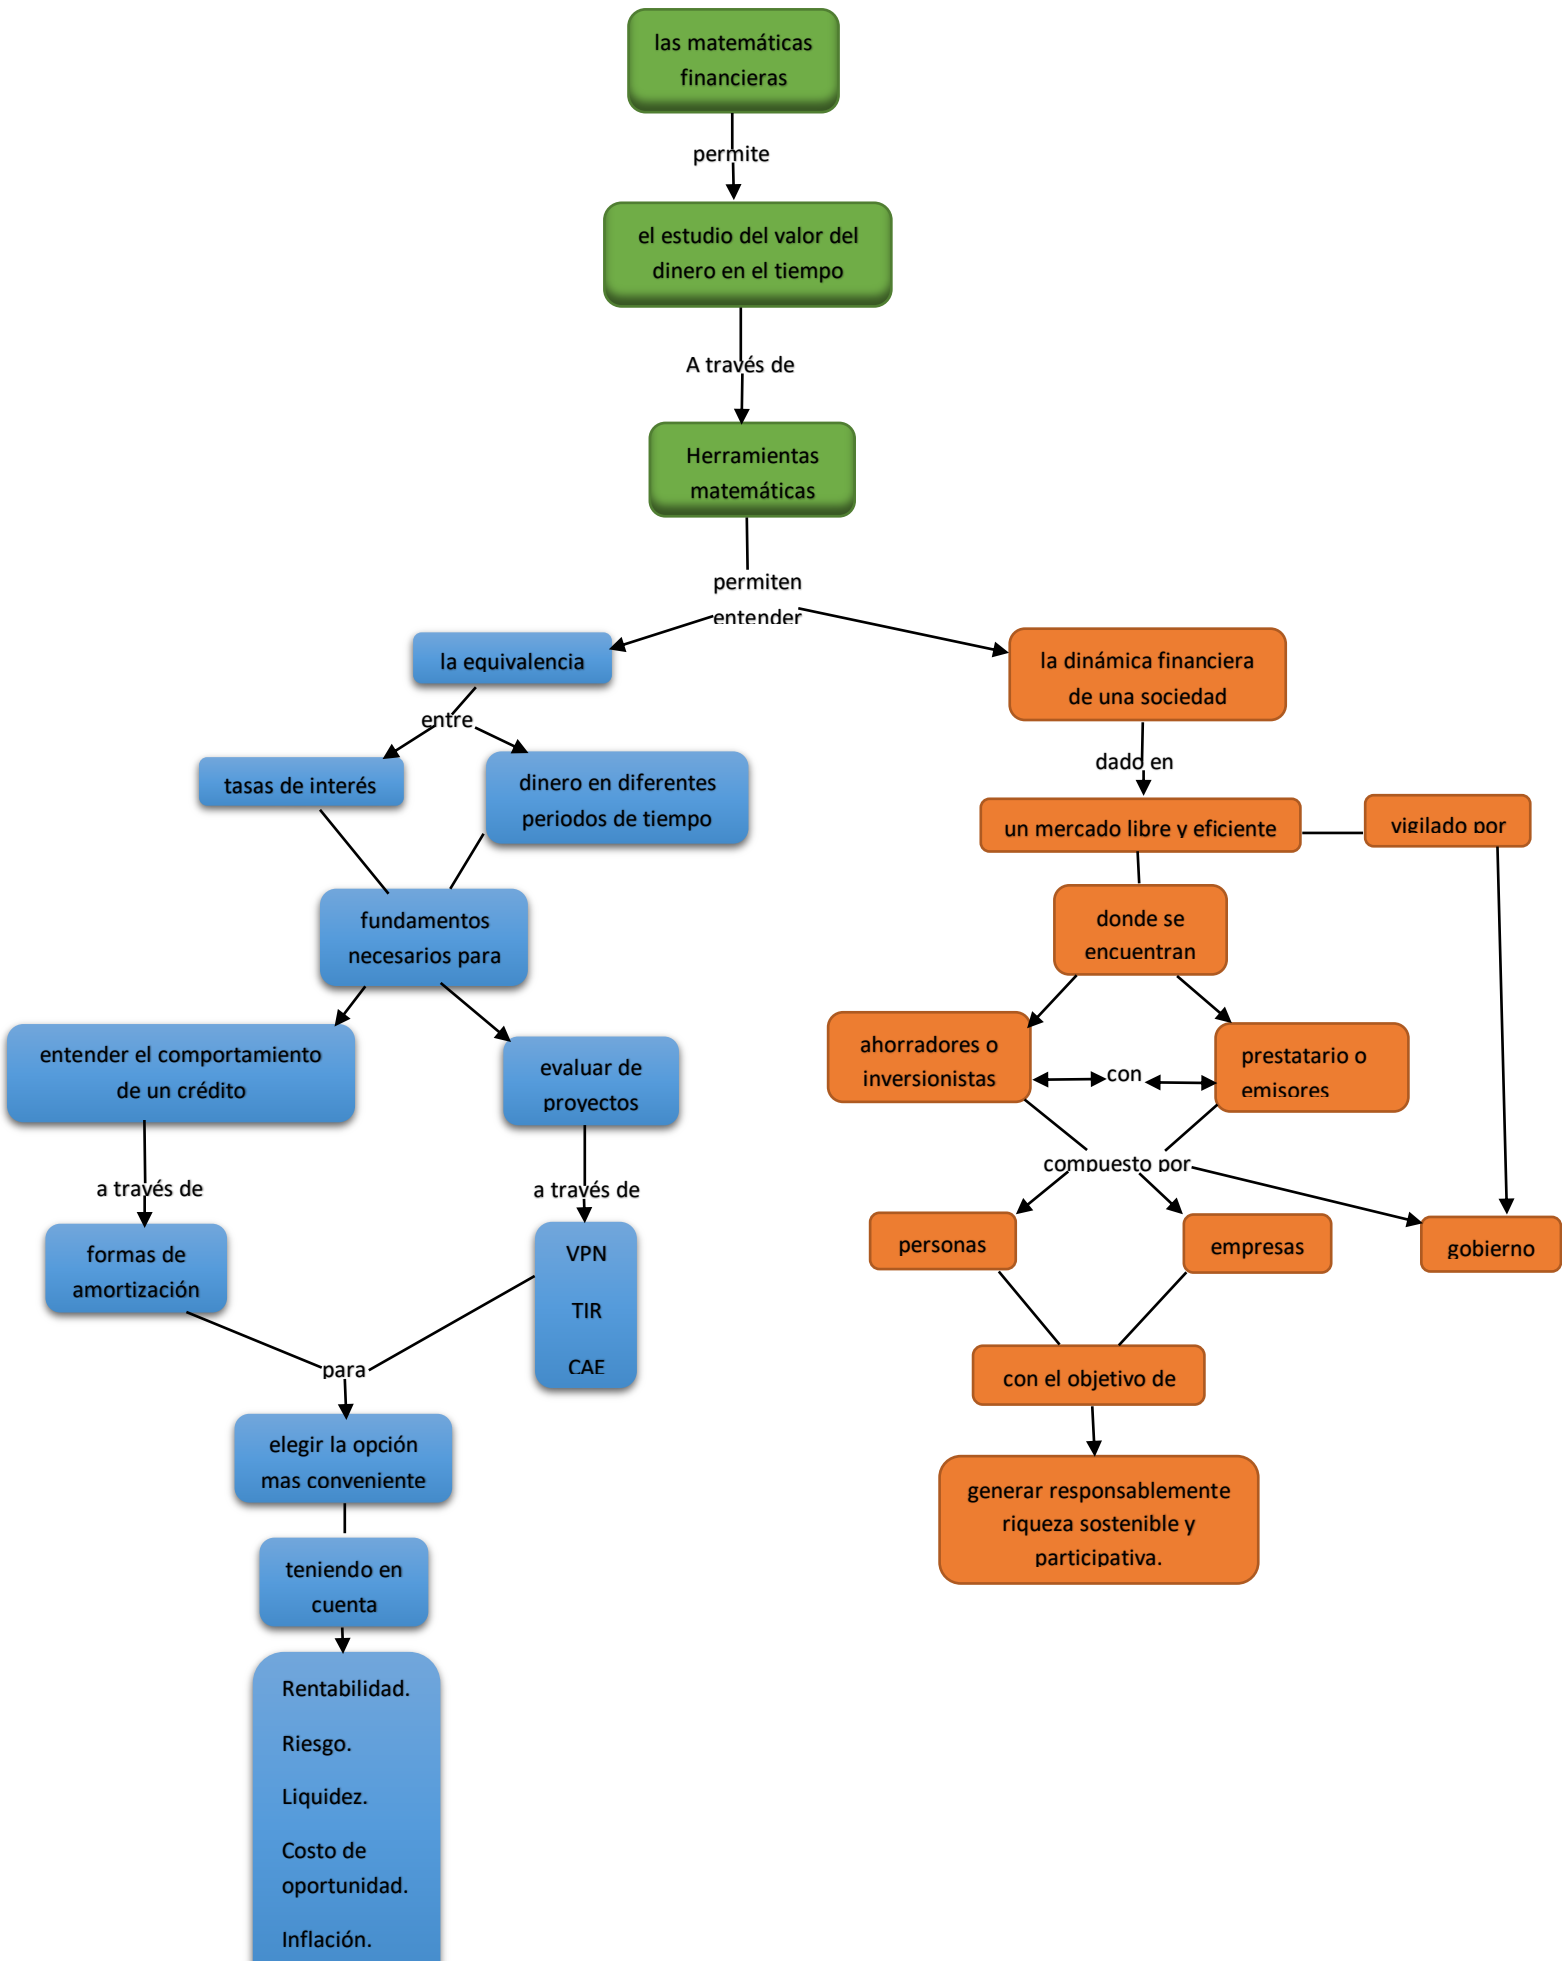 las matemáticas
financieras
permite
el estudio del valor del
dinero en el tiempo
A través de
Herramientas
matemáticas
permiten
entender
la equivalencia
entre
tasas de interés
dinero en diferentes
periodos de tiempo
fundamentos
necesarios para
entender el comportamiento
de un crédito
evaluar de
proyectos
a través de
a través de
formas de
amortización
VPN
TIR
CAE
para
elegir la opción
mas conveniente
teniendo en
cuenta
Rentabilidad.
Riesgo.
Liquidez.
Costo de
oportunidad.
Inflación.
la dinámica financiera
de una sociedad
dado en
un mercado libre y eficiente
vigilado por
donde se
encuentran
ahorradores o
inversionistas
con
prestatario o
emisores
compuesto por
personas
empresas
gobierno
con el objetivo de
generar responsablemente
riqueza sostenible y
participativa.